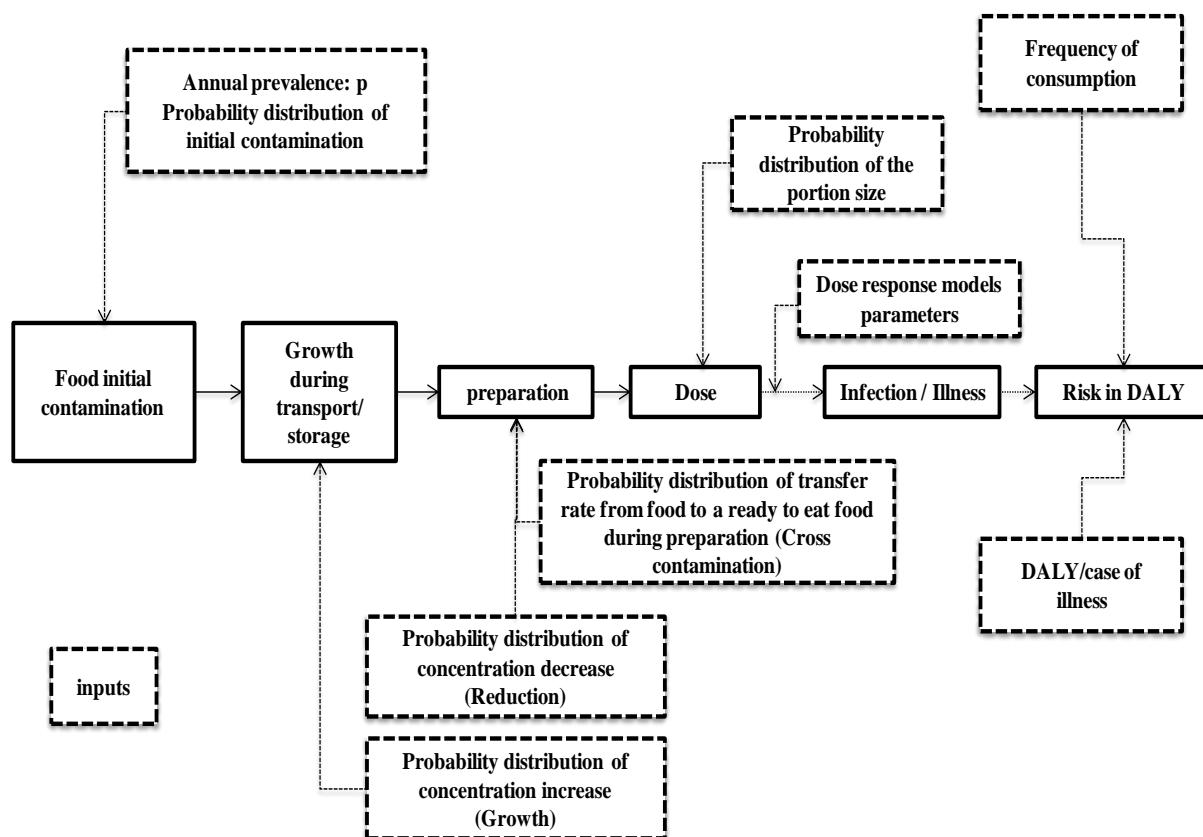 Annual prevalence: p
Probability distribution of
initial contamination
Frequency of
consumption
Probability
distribution of the
portion size
Dose response models
parameters
Food initial
contamination
Growth
during
transport/
storage
preparation
Dose
Infection / Illness
Risk in DALY
Probability distribution of transfer
rate from food to a ready to eat food
during preparation (Cross
contamination)
DALY/case of
illness
Probability distribution of
concentration decrease
(Reduction)
inputs
Probability distribution of
concentration increase
(Growth)